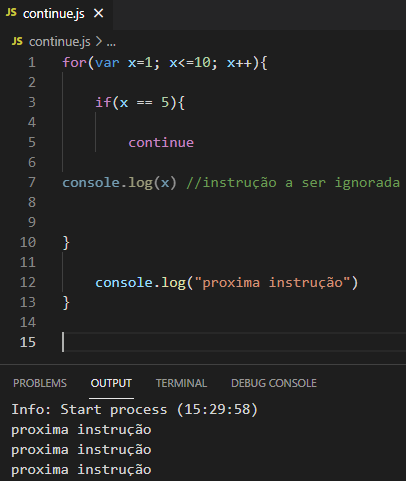 JS continue.js ×
JS continue.js > ...
1 for(var x=1; x<=10; x++){
2
3 if(x == 5){
4
5 continue
6
7 console.log(x) //instrução a ser ignorada
8
9
10 }
11
12 console.log("proxima instrução")
13 }
14
15
PROBLEMS OUTPUT TERMINAL DEBUG CONSOLE
Info: Start process (15:29:58)
proxima instrução
proxima instrução
proxima instrução